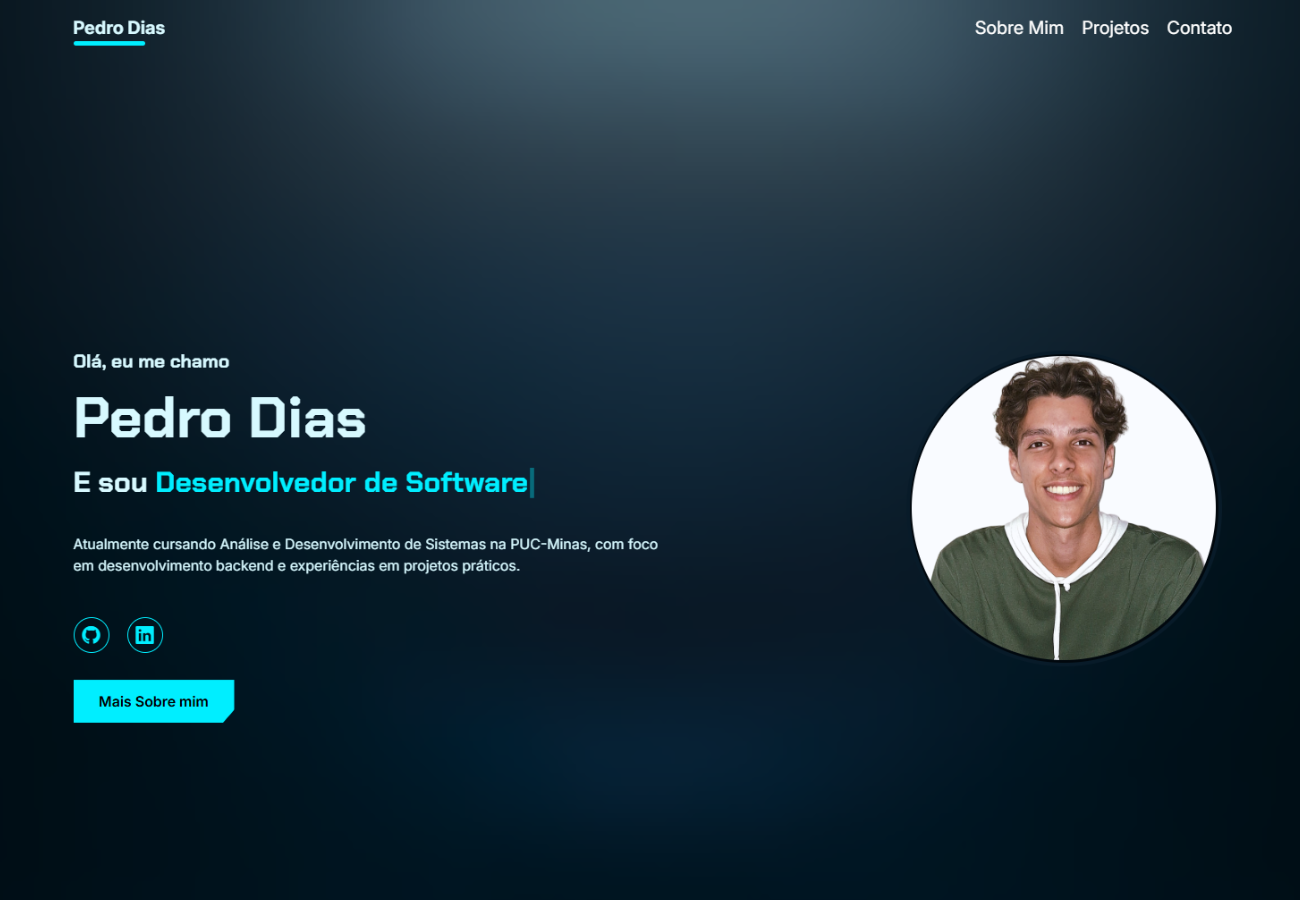 Pedro Dias
Sobre Mim Projetos Contato
Olá, eu me chamo
Pedro Dias
E sou Desenvolvedor de Software
Atualmente cursando Análise e Desenvolvimento de Sistemas na PUC-Minas, com foco
em desenvolvimento backend e experiências em projetos práticos.
in
Mais Sobre mim